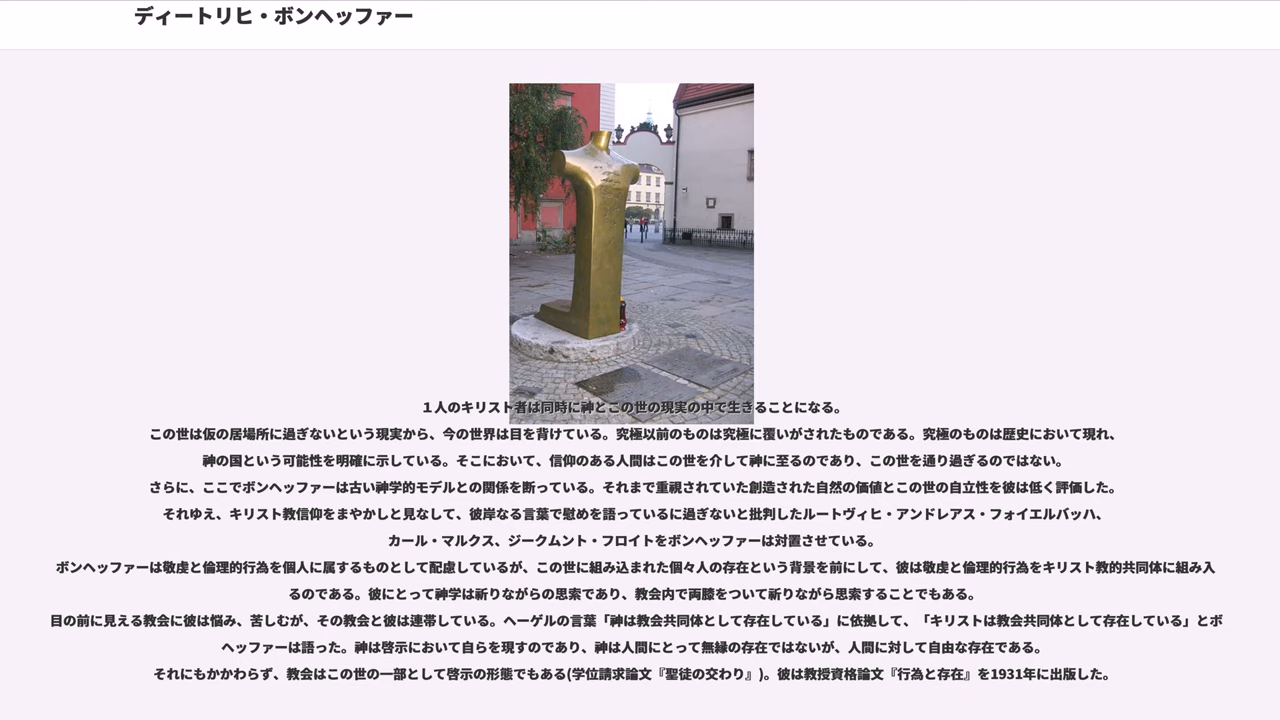 ディートリヒ・ボンヘッファー
１人のキリスト者は同時に神とこの世の現実の中で生きることになる。
この世は仮の居場所に過ぎないという現実から、今の世界は目を背けている。究極以前のものは究極に覆いがされたものである。究極のものは歴史において現れ、
神の国という可能性を明確に示している。そこにおいて、信仰のある人間はこの世を介して神に至るのであり、この世を通り過ぎるのではない。
さらに、ここでボンヘッファーは古い神学的モデルとの関係を断っている。それまで重視されていた創造された自然の価値とこの世の自立性を彼は低く評価した。
それゆえ、キリスト教信仰をまやかしと見なして、彼岸なる言葉で慰めを語っているに過ぎないと批判したルートヴィヒ・アンドレアス・フォイエルバッハ、
カール・マルクス、ジークムント・フロイトをボンヘッファーは対置させている。
ボンヘッファーは敬虔と倫理的行為を個人に属するものとして配慮しているが、この世に組み込まれた個々人の存在という背景を前にして、彼は敬虔と倫理的行為をキリスト教的共同体に組み入
るのである。彼にとって神学は祈りながらの思索であり、教会内で両膝をついて祈りながら思索することでもある。
目の前に見える教会に彼は悩み、苦しむが、その教会と彼は連帯している。ヘーゲルの言葉「神は教会共同体として存在している」に依拠して、「キリストは教会共同体として存在している」とボ
ヘッファーは語った。神は啓示において自らを現すのであり、神は人間にとって無縁の存在ではないが、人間に対して自由な存在である。
それにもかかわらず、教会はこの世の一部として啓示の形態でもある(学位請求論文『聖徒の交わり』)。彼は教授資格論文『行為と存在』を1931年に出版した。